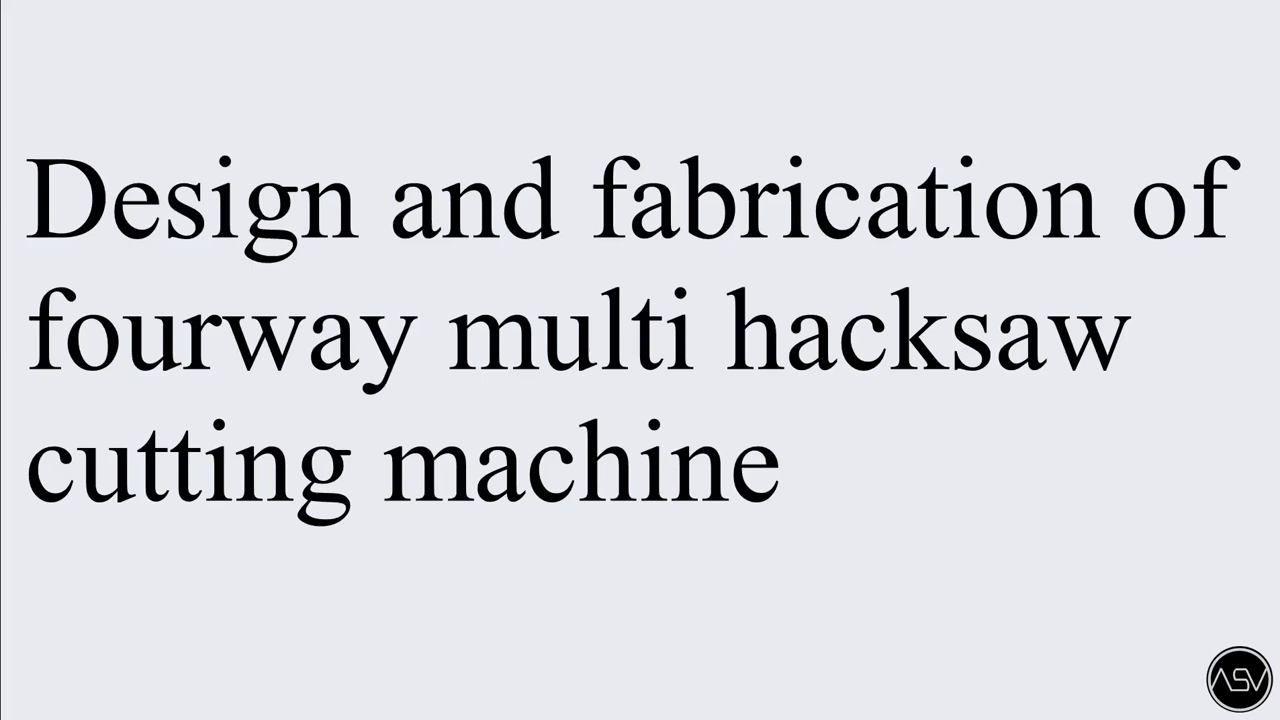 Design and fabrication of
fourway multi hacksaw
cutting machine
ASV